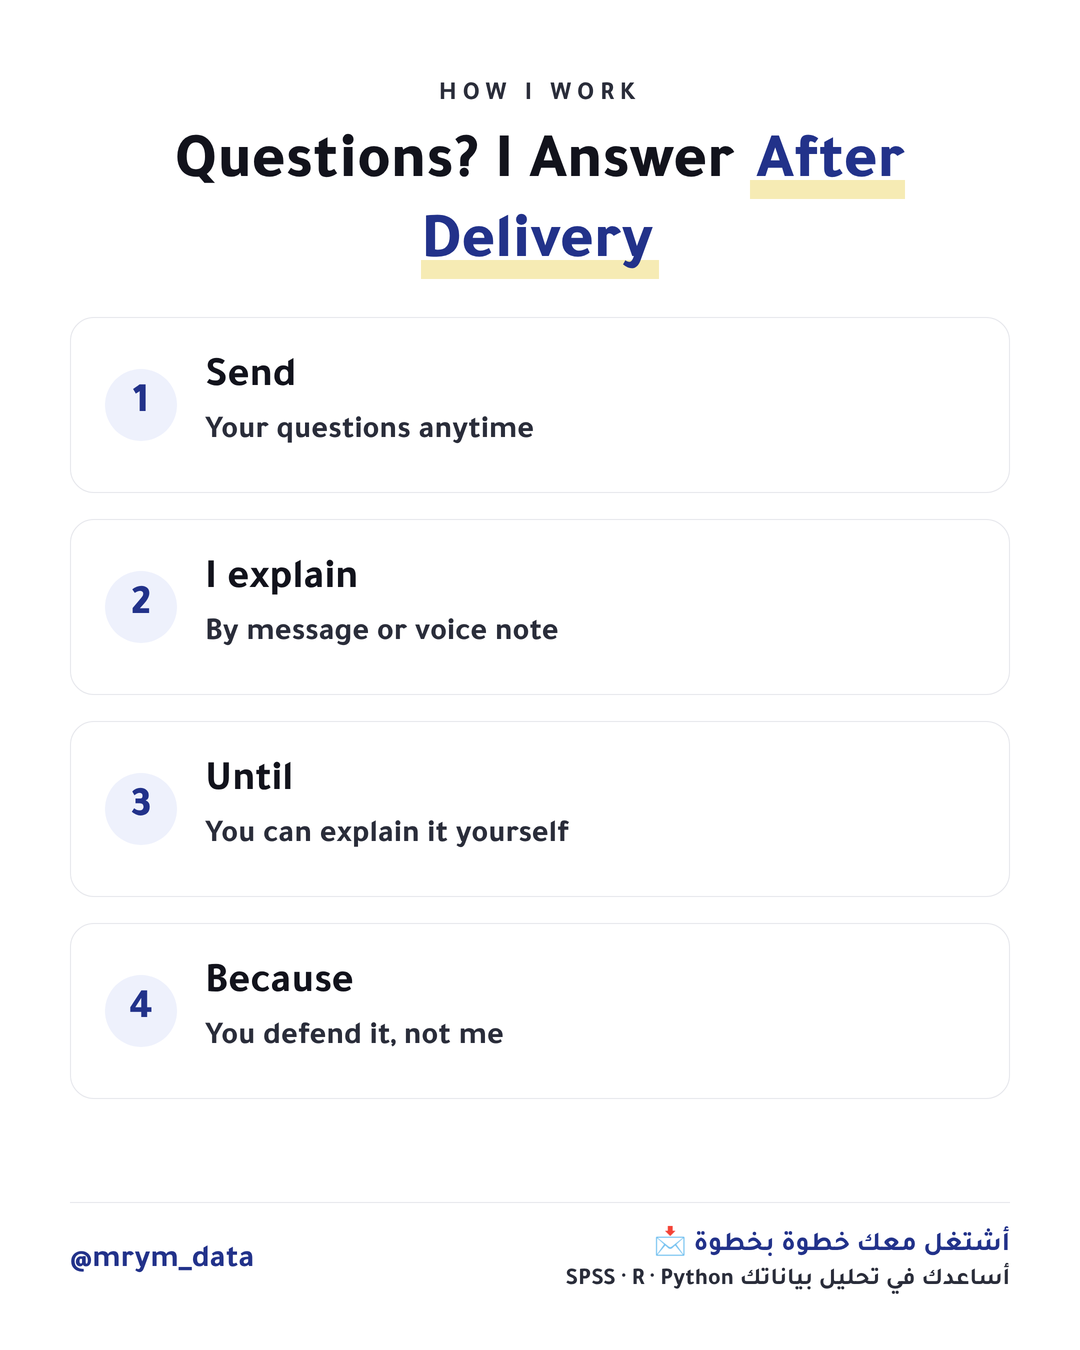 HOW I WORK
Questions? I Answer After
Delivery
1
Send
Your questions anytime
2
I explain
By message or voice note
3
Until
You can explain it yourself
4
Because
You defend it, not me
@mrym_data
أشتغل معك خطوة بخطوة 📩
أساعدك في تحليل بياناتك SPSS · R · Python